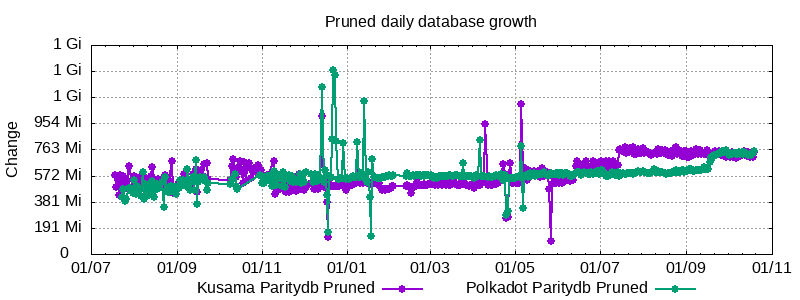 Pruned daily database growth
Change
1 Gi
1 Gi
1 Gi
954 Mi
763 Mi
572 Mi
381 Mi
191 Mi
0
01/07 01/09 01/11 01/01 01/03 01/05 01/07 01/09 01/11
Kusama Paritydb Pruned Polkadot Paritydb Pruned